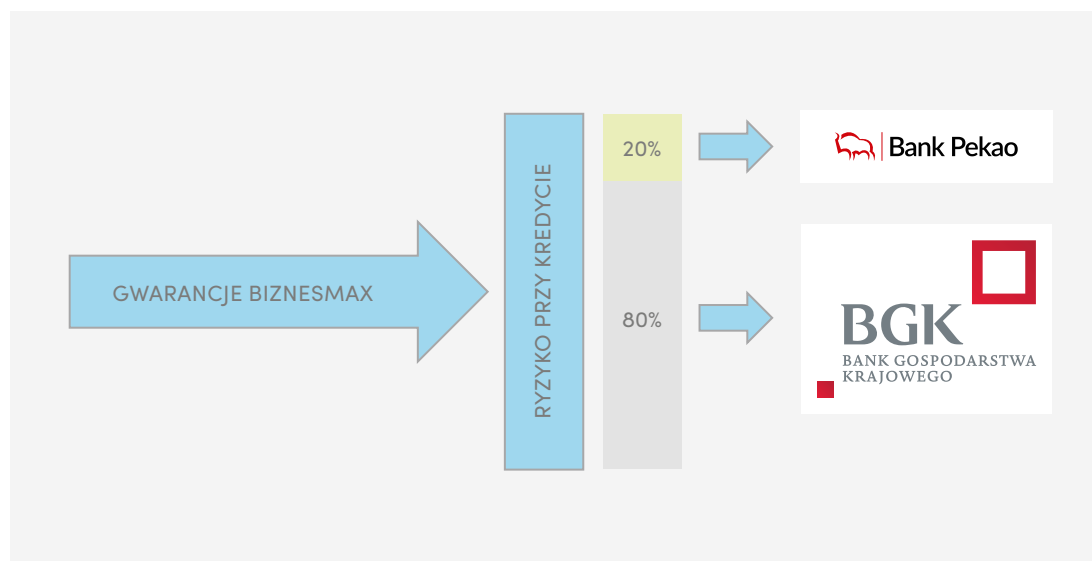 GWARANCJE BIZNESMAX
RYZYKO PRZY KREDYCIE
20%
80%
Bank Pekao
BGK
BANK GOSPODARSTWA
KRAJOWEGO